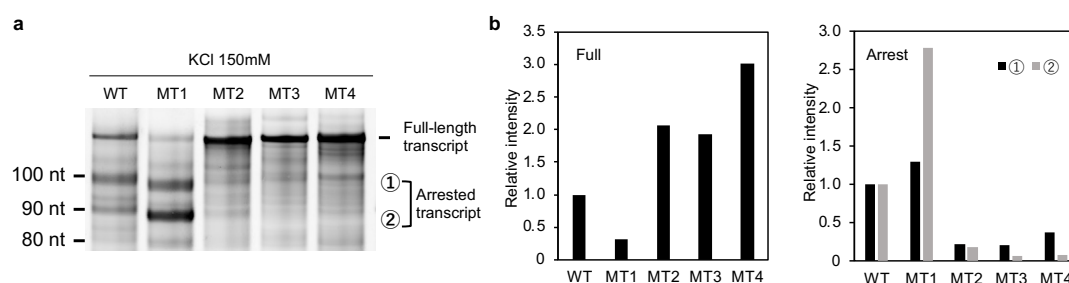 a
KCl 150mM
WT MT1 MT2 MT3 MT4
Full-length
transcript
100 nt
90 nt
80 nt
①
②
Arrested
transcript
b
Relative intensity
3.5
3.0
2.5
2.0
1.5
1.0
0.5
0
Full
WT MT1 MT2 MT3 MT4
Relative intensity
3.0
2.5
2.0
1.5
1.0
0.5
0
Arrest
① ②
WT MT1 MT2 MT3 MT4